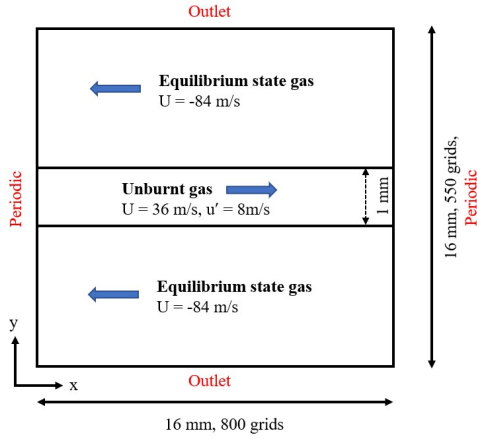 Outlet
Equilibrium state gas
U = -84 m/s
Periodic
Unburnt gas
U = 36 m/s, u′ = 8m/s
1 mm
16 mm, 550 grids,
Periodic
Equilibrium state gas
U = -84 m/s
y
x
Outlet
16 mm, 800 grids